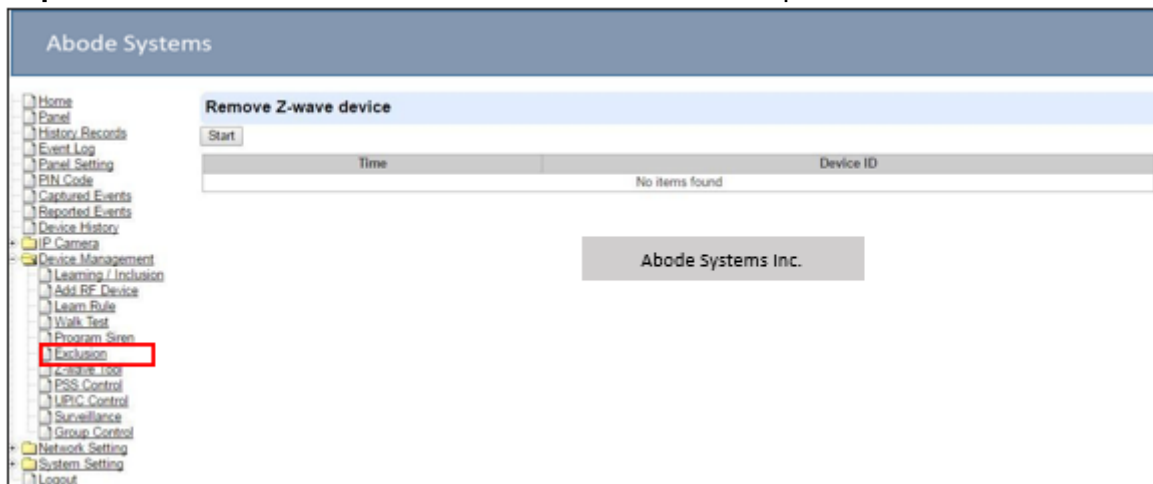 Abode Systems
Home
Panel
History Records
Event Log
Panel Setting
PIN Code
Captured Events
Reported Events
Device History
IP Camera
Device Management
Learning / Inclusion
Add RF Device
Learn Rule
Walk Test
Program Siren
Exclusion
Z-wave Tool
PSS Control
UPIC Control
Surveillance
Group Control
Network Setting
System Setting
Logout
Remove Z-wave device
Start
Time Device ID
No items found
Abode Systems Inc.